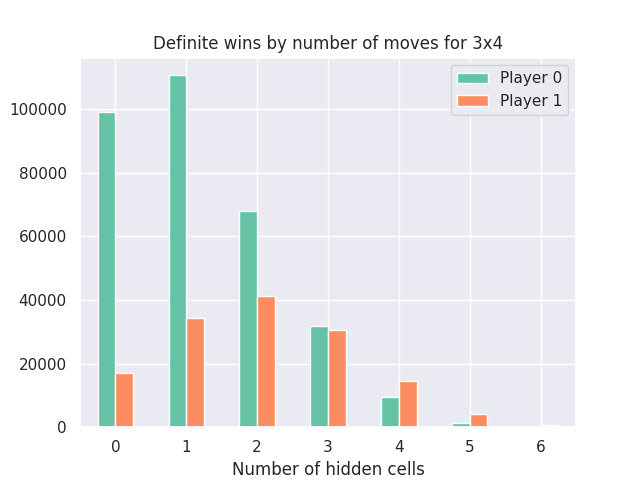 Definite wins by number of moves for 3x4
Player 0
Player 1
100000
80000
60000
40000
20000
0
0 1 2 3 4 5 6
Number of hidden cells